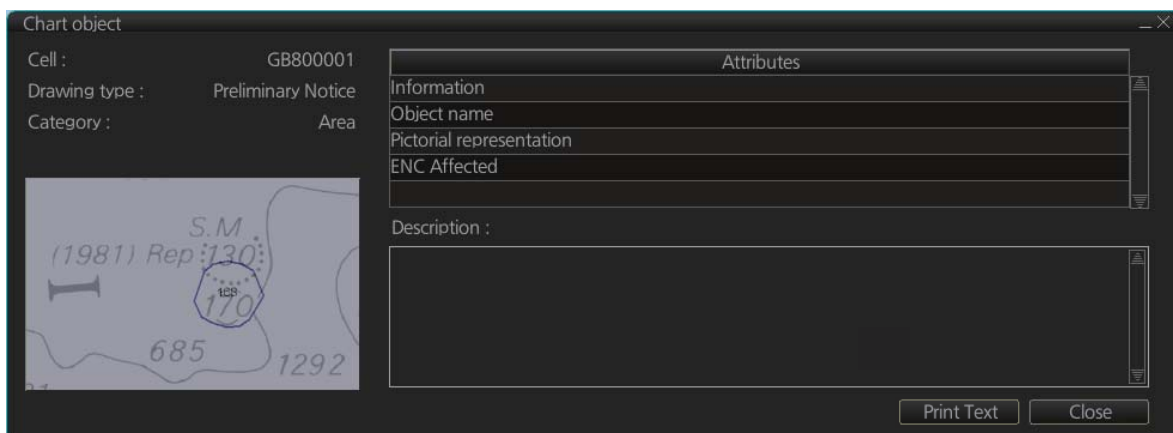 Chart object
Cell : GB800001
Drawing type : Preliminary Notice
Category : Area
Attributes
Information
Object name
Pictorial representation
ENC Affected
Description :
S.M
(1981) Rep 130
170
685
1292
Print Text
Close